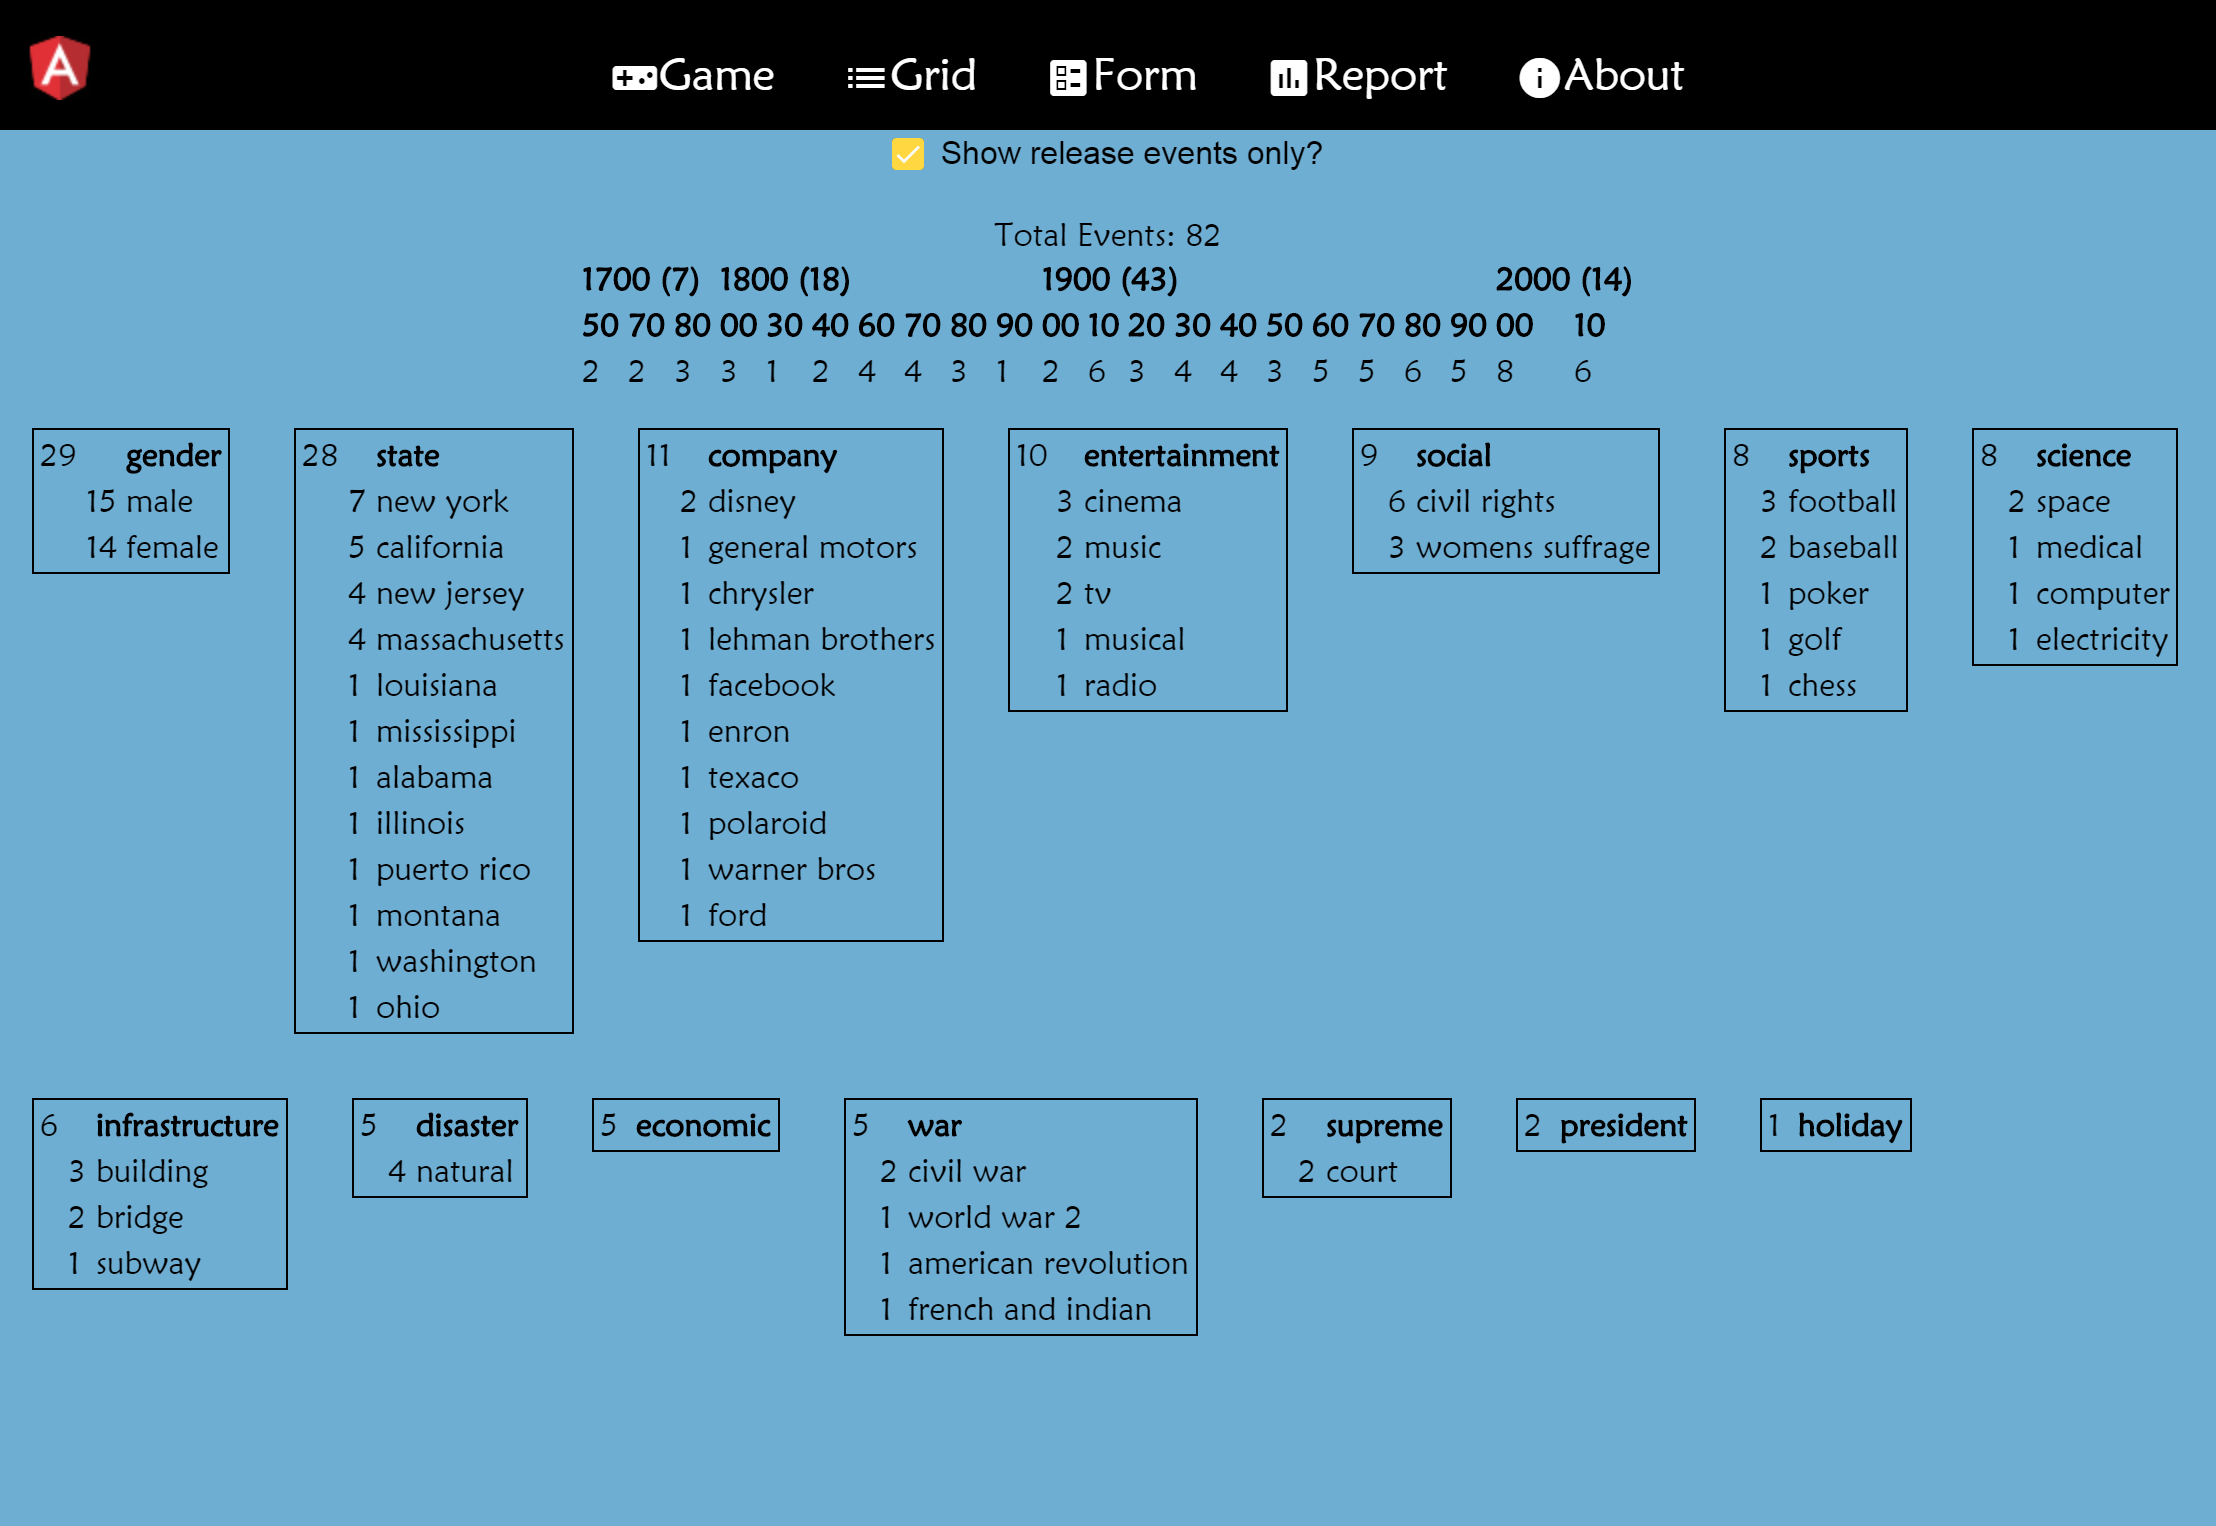 A
Game Grid Form Report About
Show release events only?
Total Events: 82
1700 (7) 1800 (18) 1900 (43) 2000 (14)
50 70 80 00 30 40 60 70 80 90 00 10 20 30 40 50 60 70 80 90 00 10
2 2 3 3 1 2 4 4 3 1 2 6 3 4 4 3 5 5 6 5 8 6
29 gender
15 male
14 female
28 state
7 new york
5 california
4 new jersey
4 massachusetts
1 louisiana
1 mississippi
1 alabama
1 illinois
1 puerto rico
1 montana
1 washington
1 ohio
11 company
2 disney
1 general motors
1 chrysler
1 lehman brothers
1 facebook
1 enron
1 texaco
1 polaroid
1 warner bros
1 ford
10 entertainment
3 cinema
2 music
2 tv
1 musical
1 radio
9 social
6 civil rights
3 womens suffrage
8 sports
3 football
2 baseball
1 poker
1 golf
1 chess
8 science
2 space
1 medical
1 computer
1 electricity
6 infrastructure
3 building
2 bridge
1 subway
5 disaster
4 natural
5 economic
5 war
2 civil war
1 world war 2
1 american revolution
1 french and indian
2 supreme
2 court
2 president
1 holiday